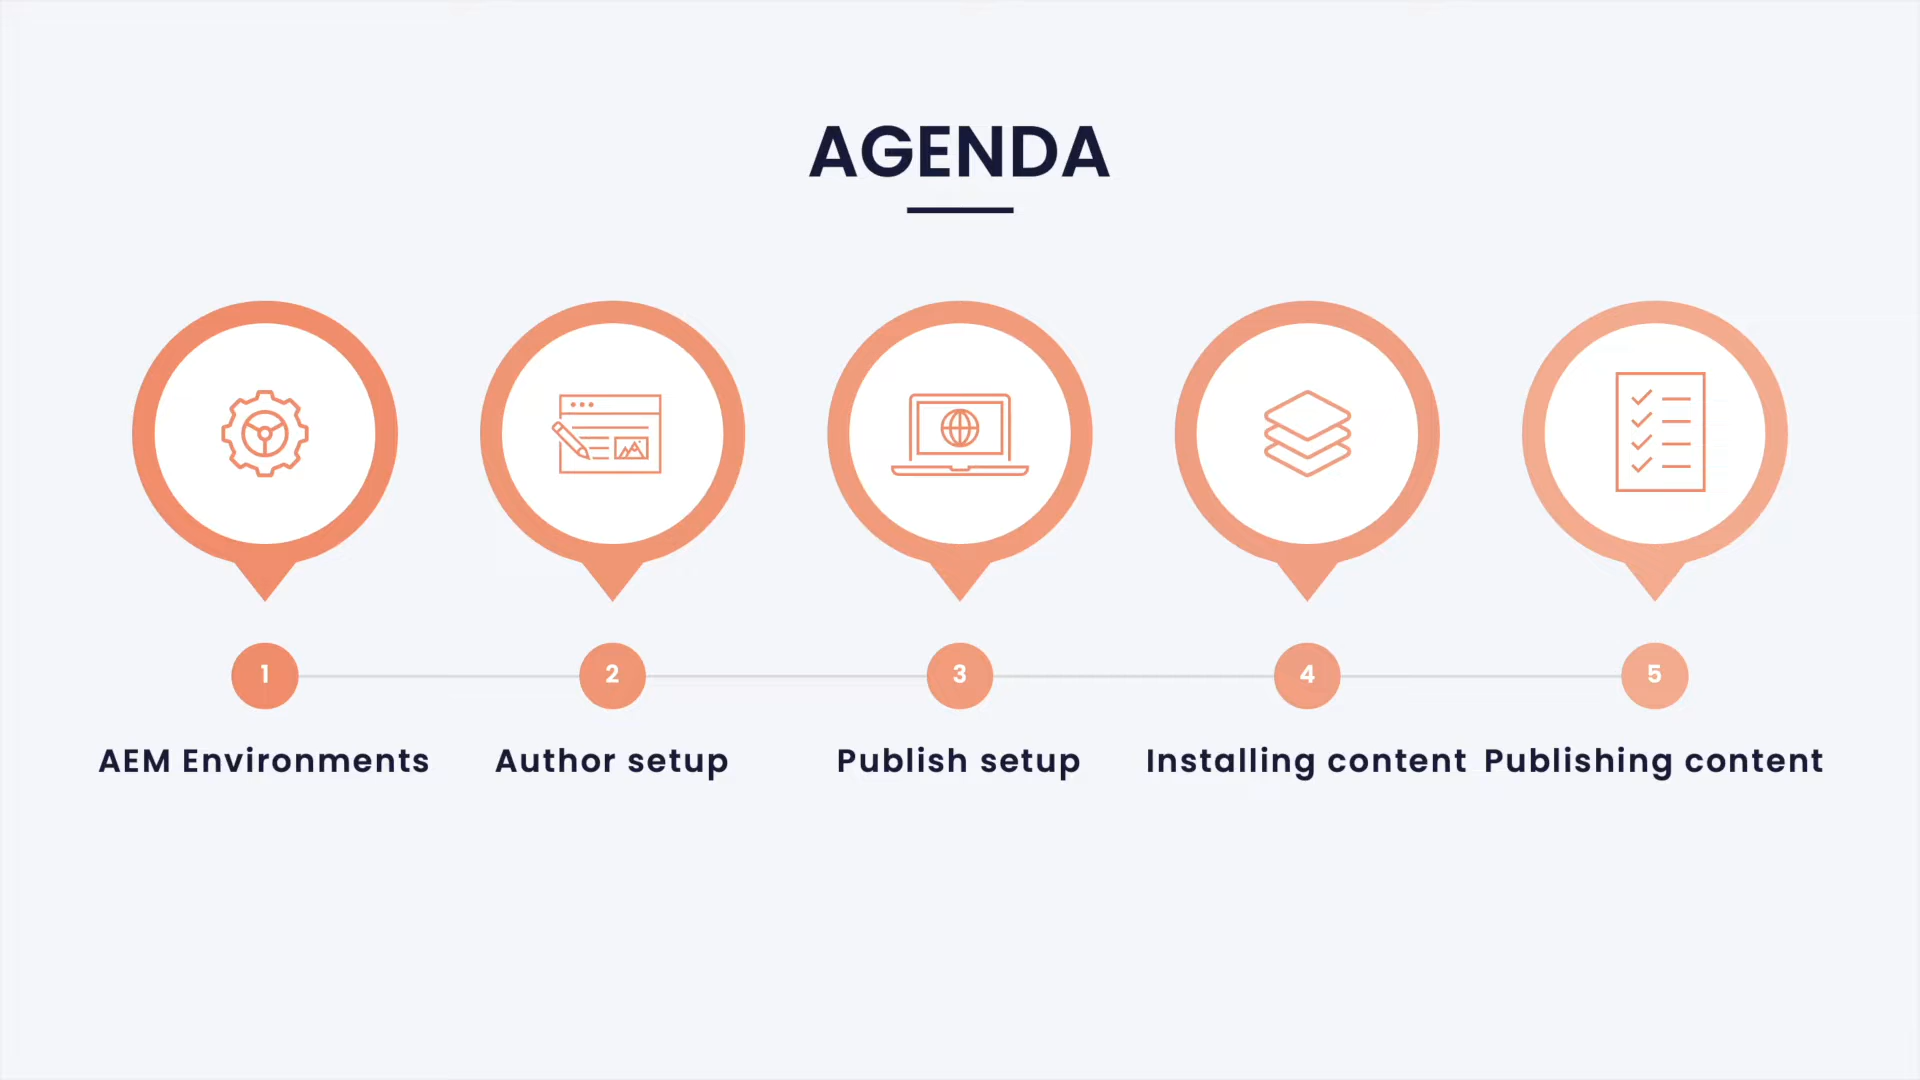 AGENDA
1 2 3 4 5
AEM Environments Author setup Publish setup Installing content Publishing content